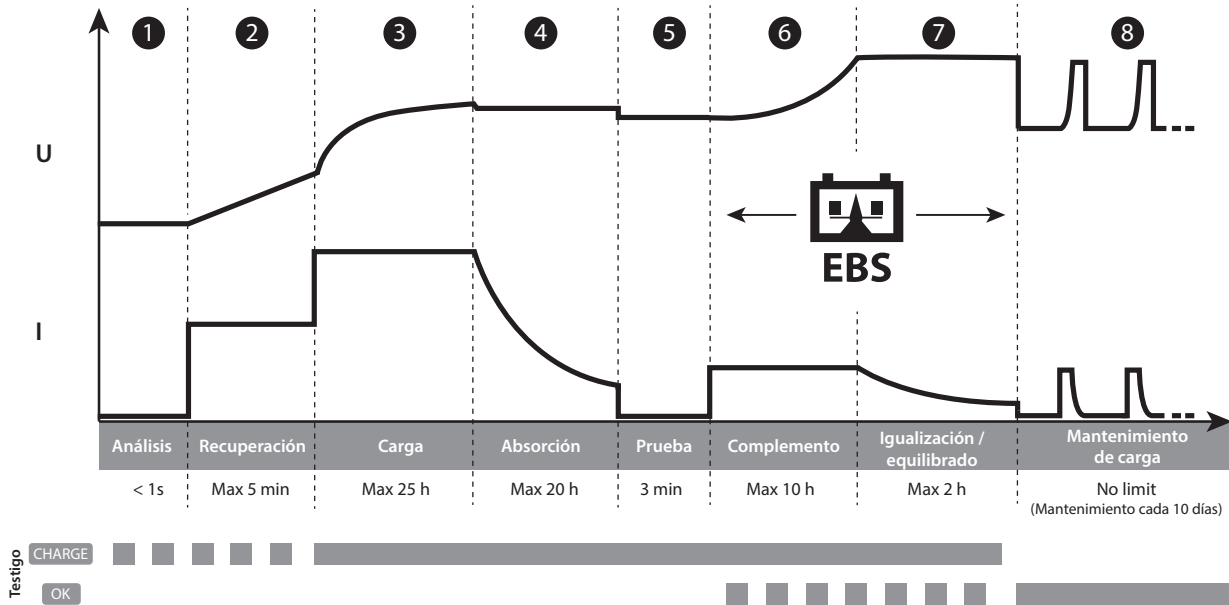 1 2 3 4 5 6 7 8
U
EBS
I
Análisis Recuperación Carga Absorción Prueba Complemento Igualización / equilibrado Mantenimiento de carga
< 1s Max 5 min Max 25 h Max 20 h 3 min Max 10 h Max 2 h No limit
(Mantenimiento cada 10 días)
Testigo
CHARGE
OK